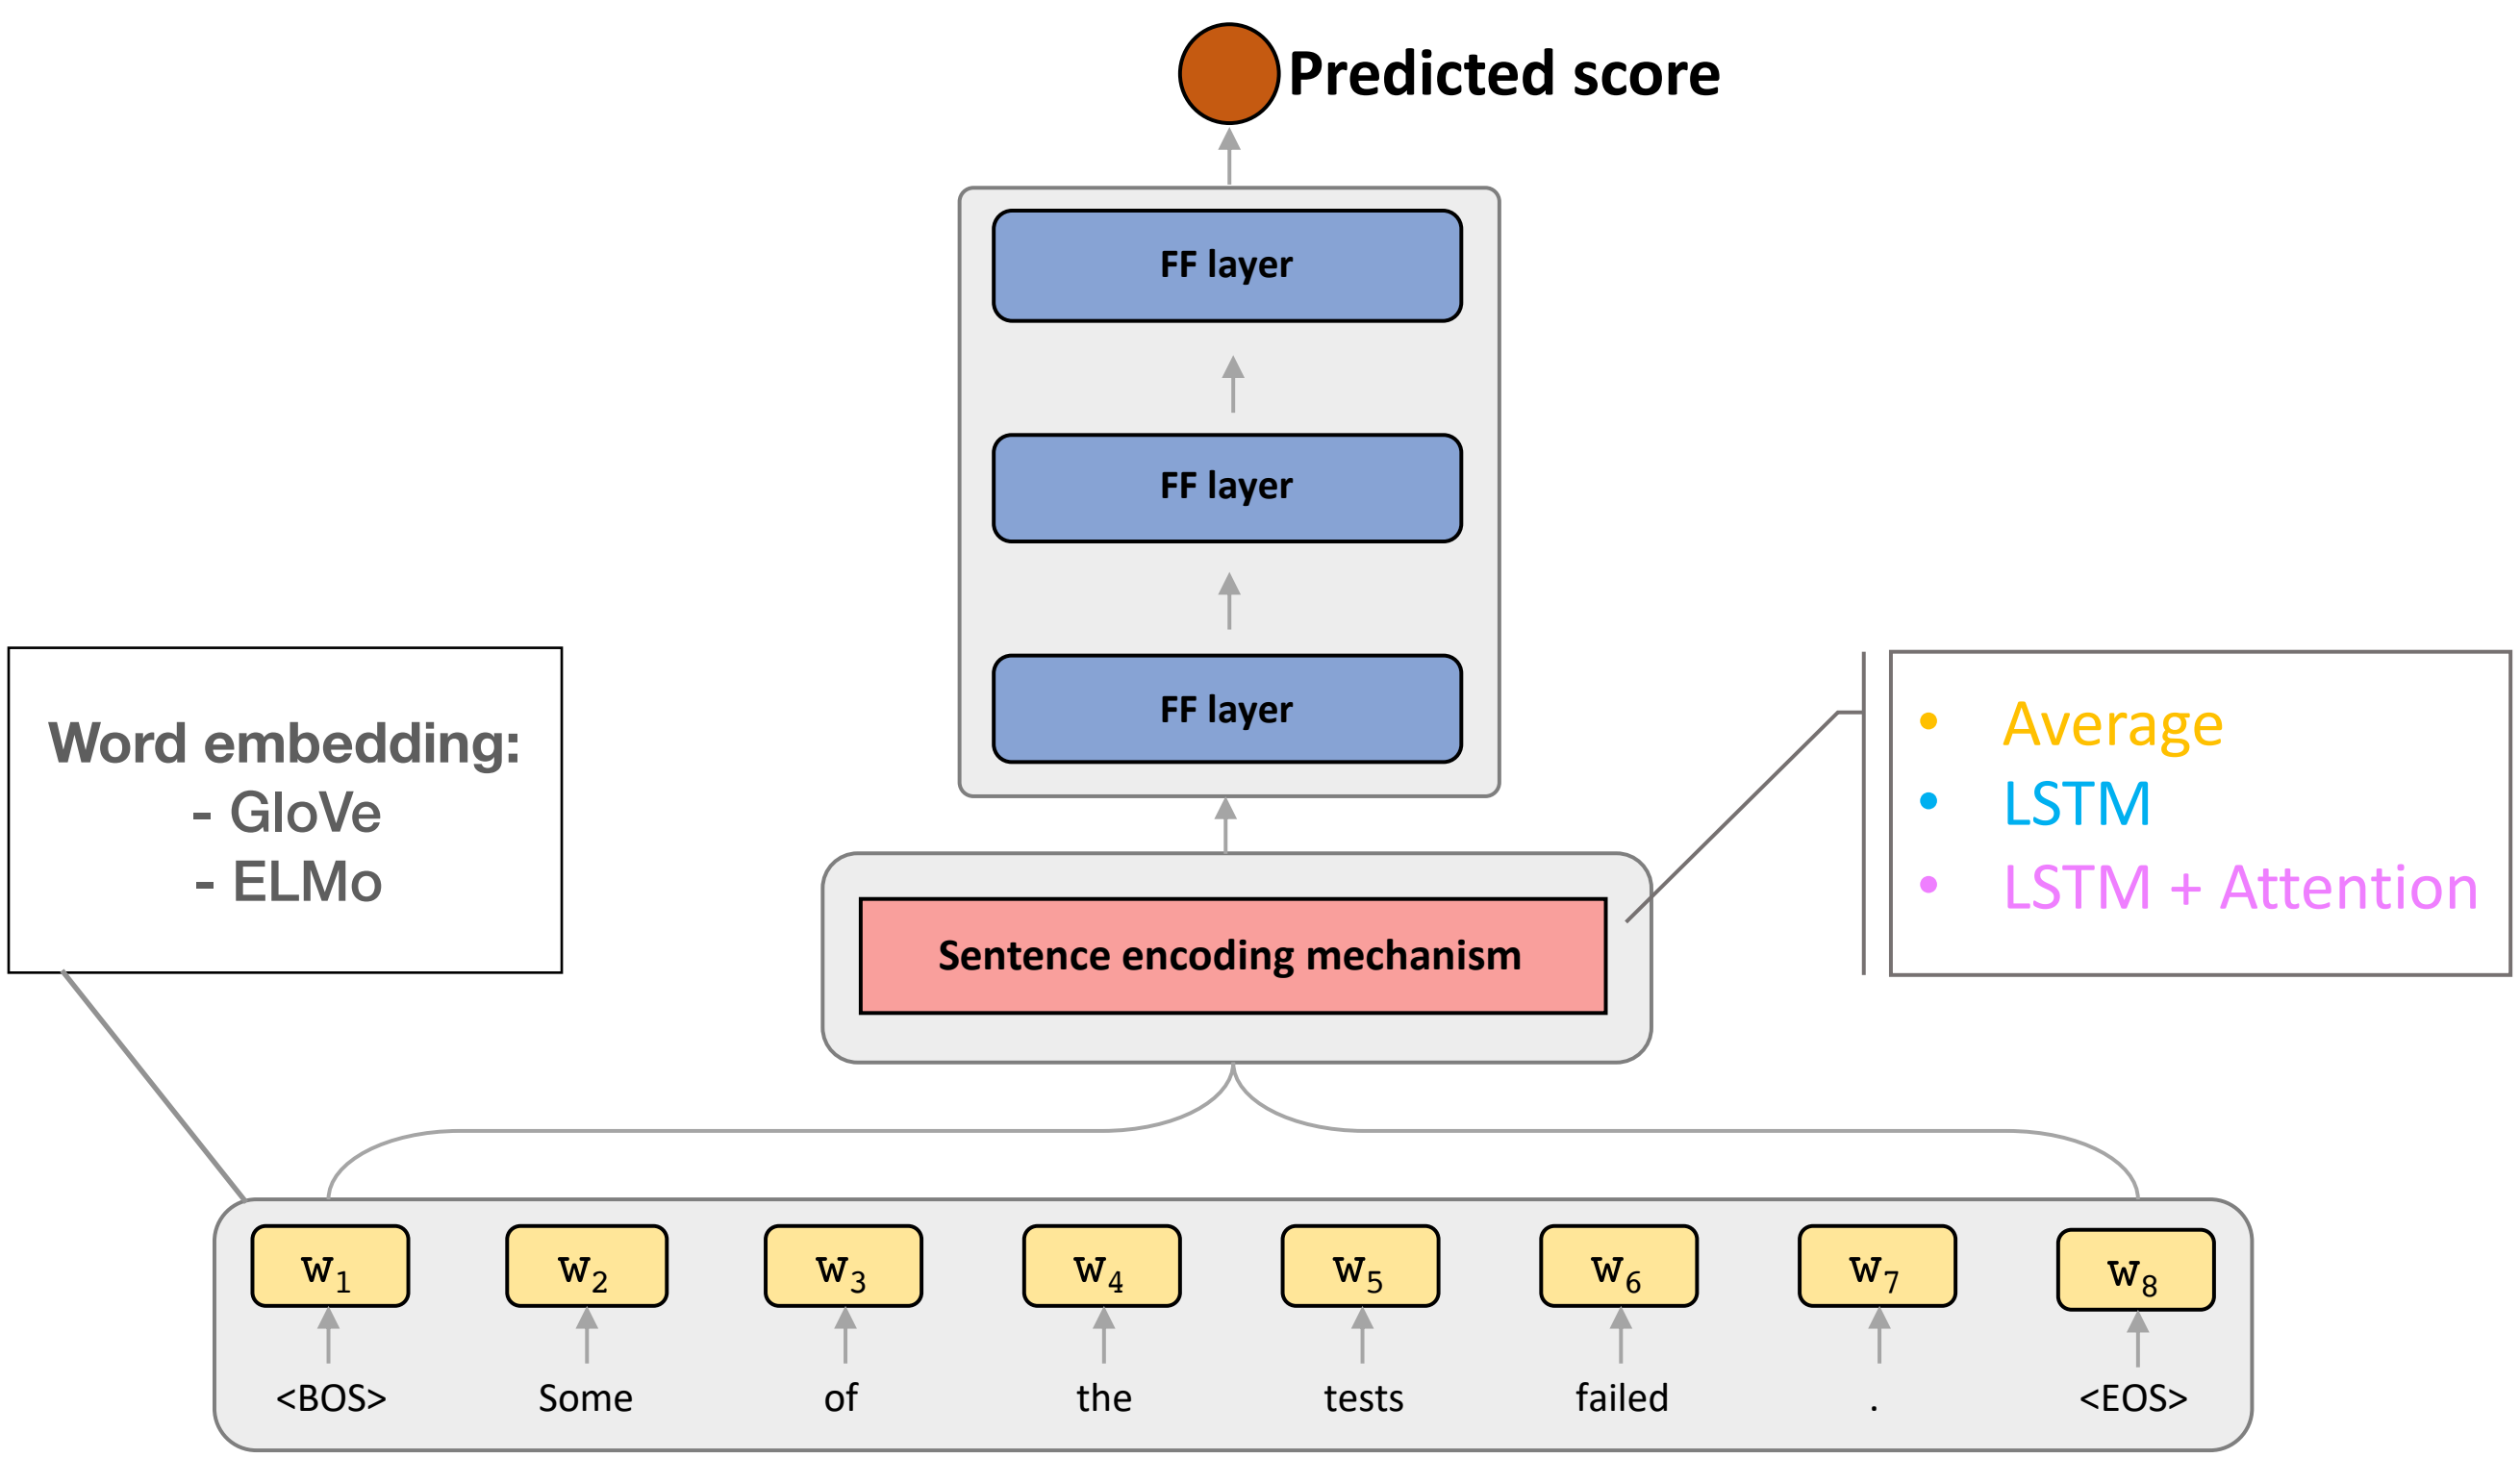 Predicted score
FF layer
FF layer
FF layer
Word embedding:
- GloVe
- ELMo
• Average
• LSTM
• LSTM + Attention
Sentence encoding mechanism
w₁ w₂ w₃ w₄ w₅ w₆ w₇ w₈
<BOS> Some of the tests failed . <EOS>